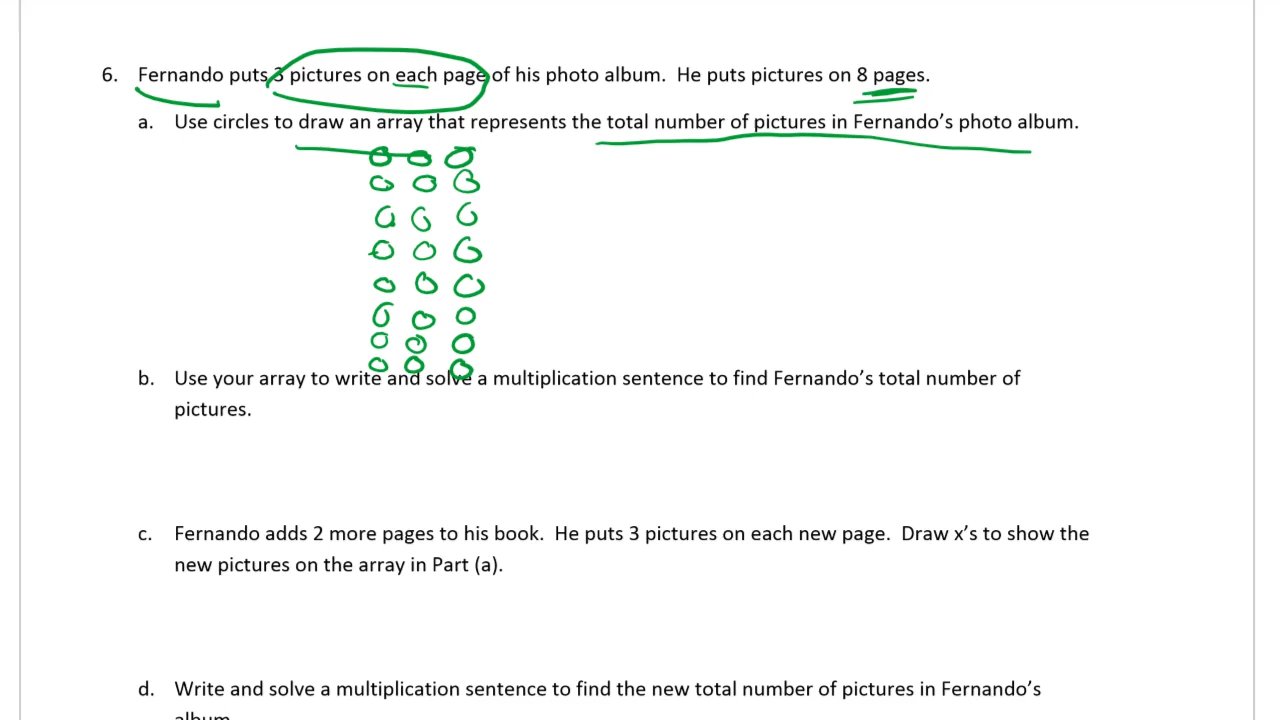 6. Fernando puts 3 pictures on each page of his photo album. He puts pictures on 8 pages.
a. Use circles to draw an array that represents the total number of pictures in Fernando’s photo album.
b. Use your array to write and solve a multiplication sentence to find Fernando’s total number of
pictures.
c. Fernando adds 2 more pages to his book. He puts 3 pictures on each new page. Draw x’s to show the
new pictures on the array in Part (a).
d. Write and solve a multiplication sentence to find the new total number of pictures in Fernando’s
album.